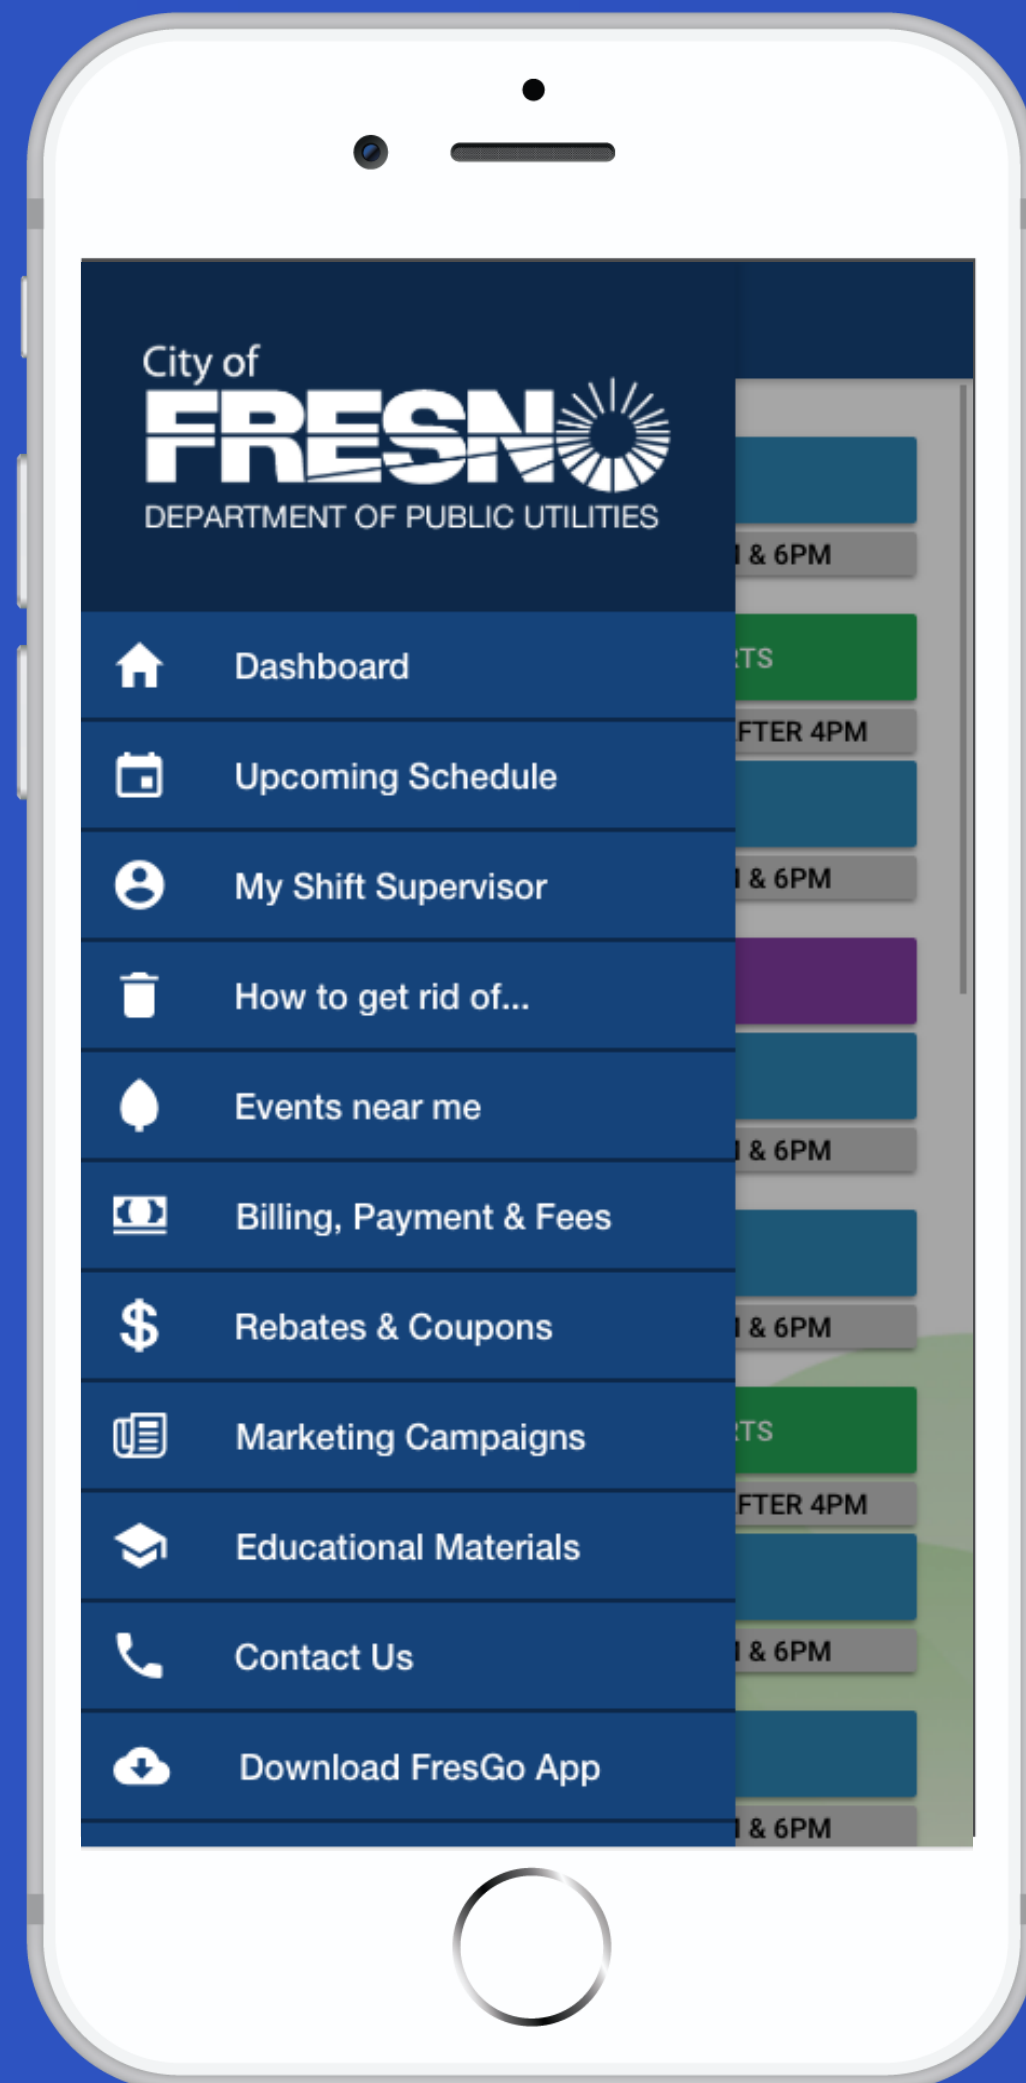 City of
FRESNO
DEPARTMENT OF PUBLIC UTILITIES
Dashboard
Upcoming Schedule
My Shift Supervisor
How to get rid of...
Events near me
Billing, Payment & Fees
Rebates & Coupons
Marketing Campaigns
Educational Materials
Contact Us
Download FresGo App
& 6PM
4PM
& 6PM
& 6PM
& 6PM
4PM
& 6PM
& 6PM